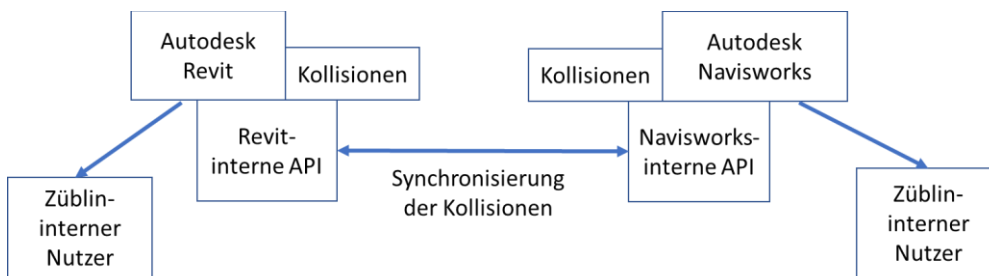 Autodesk
Revit
Kollisionen
Kollisionen
Autodesk
Navisworks
Revit-
interne API
Navisworks-
interne API
Synchronisierung
der Kollisionen
Züblin-
interner
Nutzer
Züblin-
interner
Nutzer